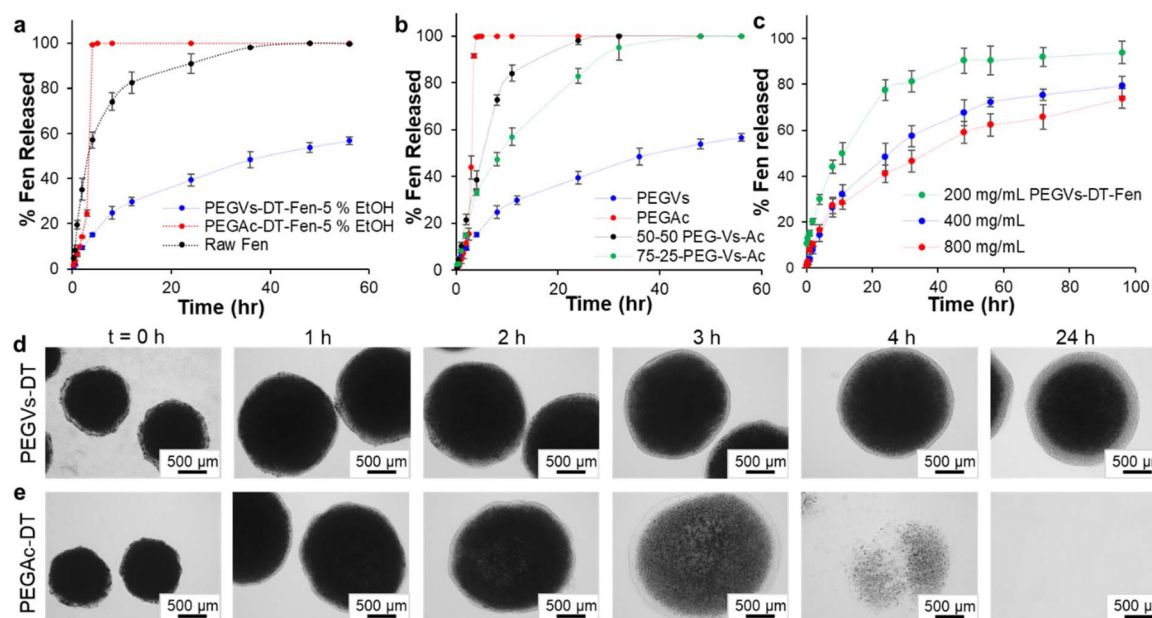 a
% Fen Released
100
80
60
40
20
0
0
20
40
60
Time (hr)
PEGVs-DT-Fen-5 % EtOH
PEGAc-DT-Fen-5 % EtOH
Raw Fen
b
% Fen Released
100
80
60
40
20
0
0
20
40
60
Time (hr)
PEGVs
PEGAc
50-50 PEG-Vs-Ac
75-25-PEG-Vs-Ac
c
% Fen released
100
80
60
40
20
0
0
20
40
60
80
100
Time (hr)
200 mg/mL PEGVs-DT-Fen
400 mg/mL
800 mg/mL
d
t = 0 h
1 h
2 h
3 h
4 h
24 h
PEGVs-DT
500 µm
500 µm
500 µm
500 µm
500 µm
500 µm
e
PEGAc-DT
500 µm
500 µm
500 µm
500 µm
500 µm
500 µm